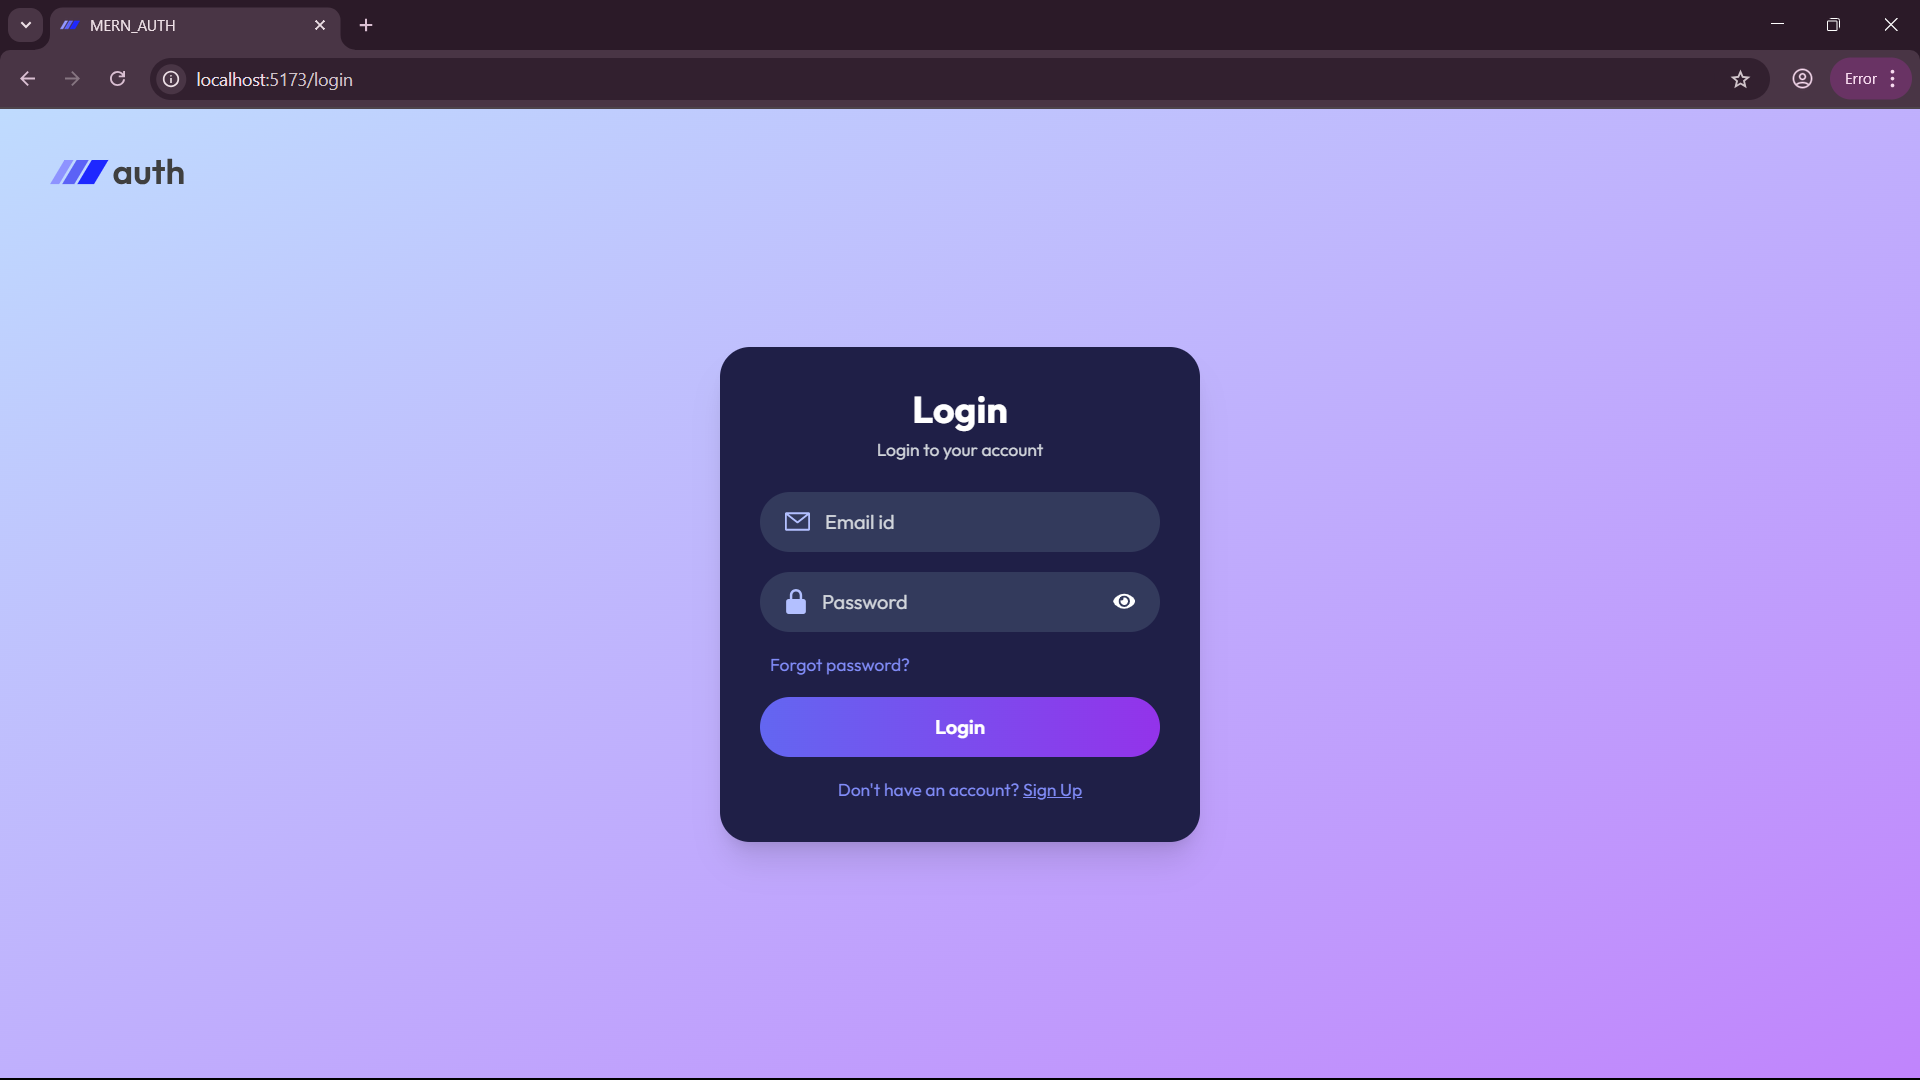 MERN_AUTH
localhost:5173/login
Error
auth
Login
Login to your account
Email id
Password
Forgot password?
Login
Don't have an account? Sign Up